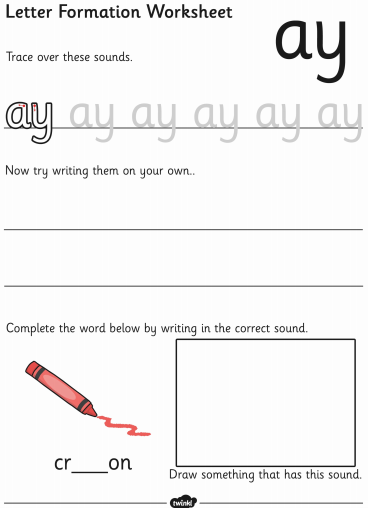 Letter Formation Worksheet
ay
Trace over these sounds.
ay ay ay ay ay ay
Now try writing them on your own..
Complete the word below by writing in the correct sound.
cr___on
Draw something that has this sound.
twinkl